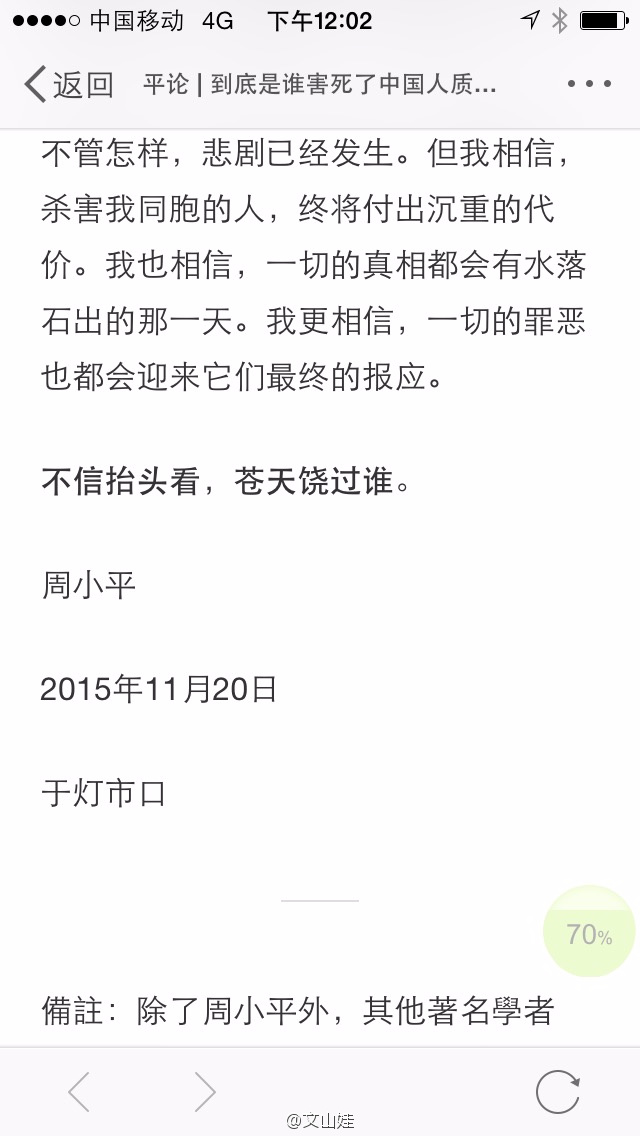 中国移动 4G 下午12:02
返回 平论 | 到底是谁害死了中国人质...
不管怎样，悲剧已经发生。但我相信，
杀害我同胞的人，终将付出沉重的代
价。我也相信，一切的真相都会有水落
石出的那一天。我更相信，一切的罪恶
也都会迎来它们最终的报应。
不信抬头看，苍天饶过谁。
周小平
2015年11月20日
于灯市口
70%
備註：除了周小平外，其他著名學者
@文山娃